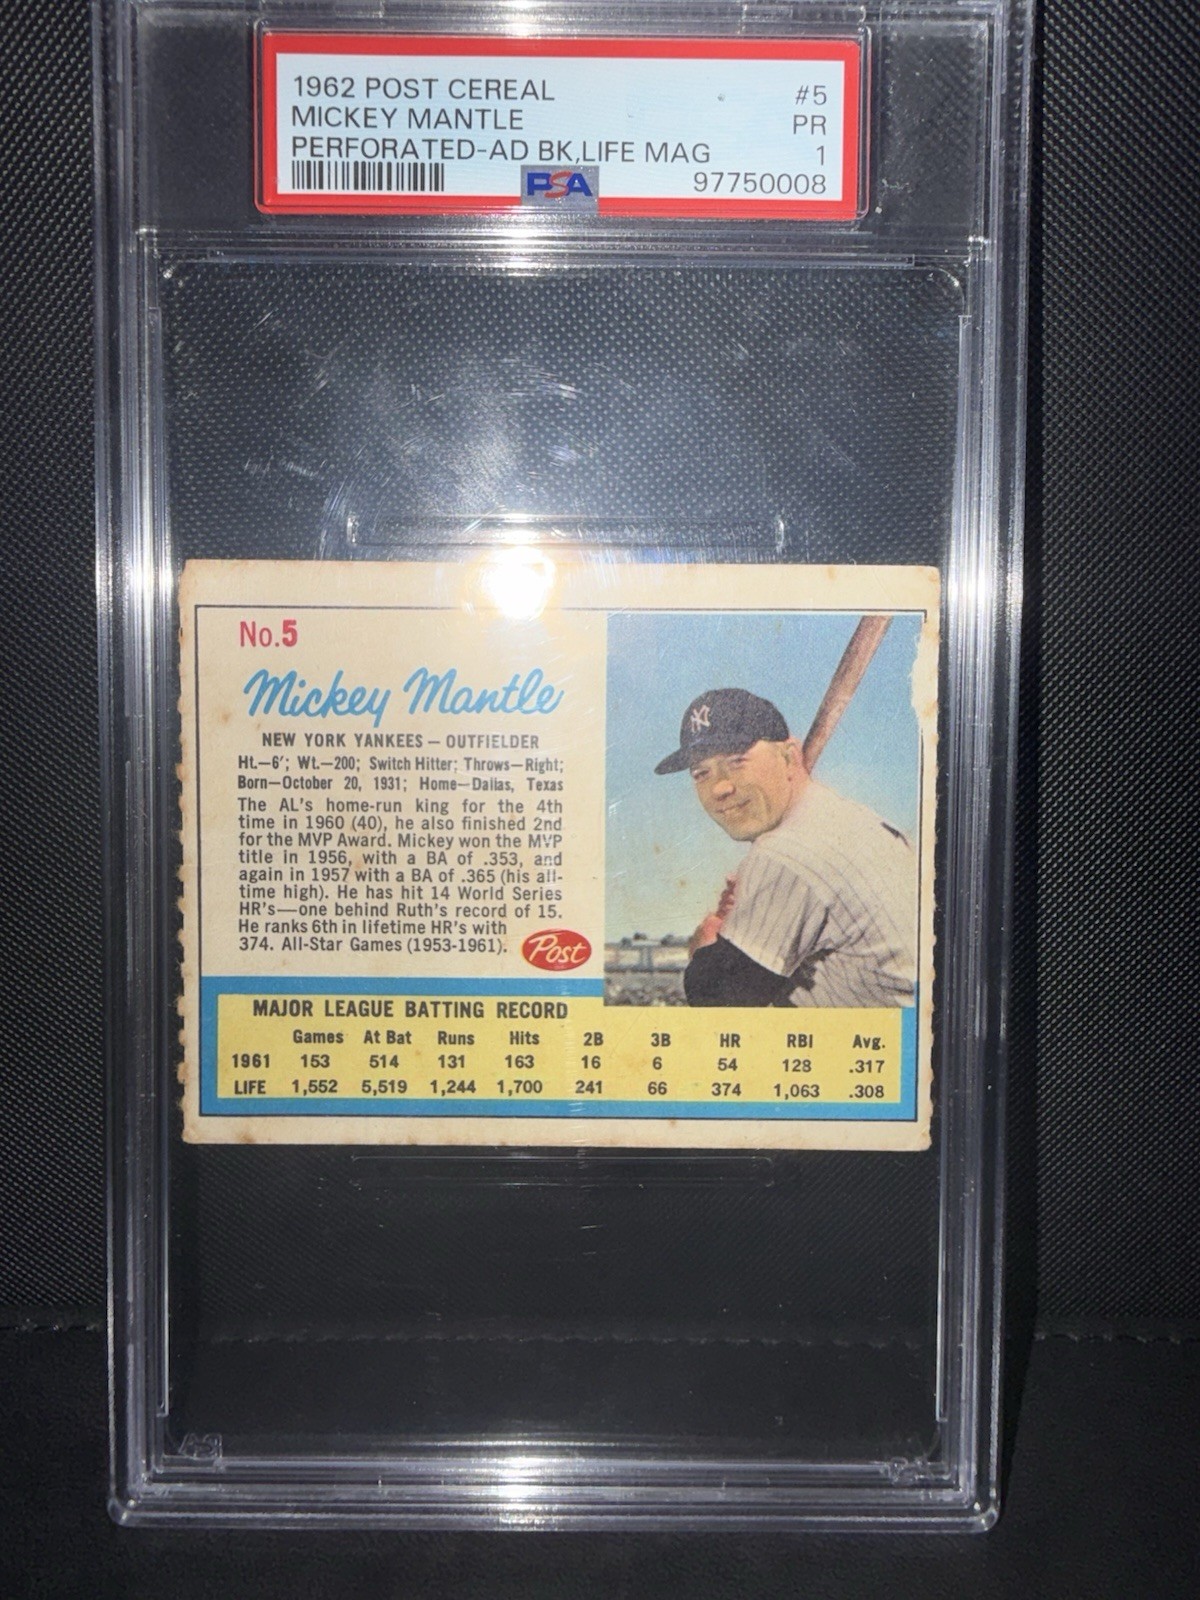 1962 POST CEREAL #5
MICKEY MANTLE PR
PERFORATED-AD BK,LIFE MAG 1
PSA 97750008
No.5
Mickey Mantle
NEW YORK YANKEES — OUTFIELDER
Ht.—6'; Wt.—200; Switch Hitter; Throws—Right;
Born—October 20, 1931; Home—Dallas, Texas
The AL's home-run king for the 4th
time in 1960 (40), he also finished 2nd
for the MVP Award. Mickey won the MVP
title in 1956, with a BA of .353, and
again in 1957 with a BA of .365 (his all-
time high). He has hit 14 World Series
HR's—one behind Ruth's record of 15.
He ranks 6th in lifetime HR's with
374. All-Star Games (1953-1961).
Post
NY
MAJOR LEAGUE BATTING RECORD
Games At Bat Runs Hits 2B 3B HR RBI Avg.
1961 153 514 131 163 16 6 54 128 .317
LIFE 1,552 5,519 1,244 1,700 241 66 374 1,063 .308